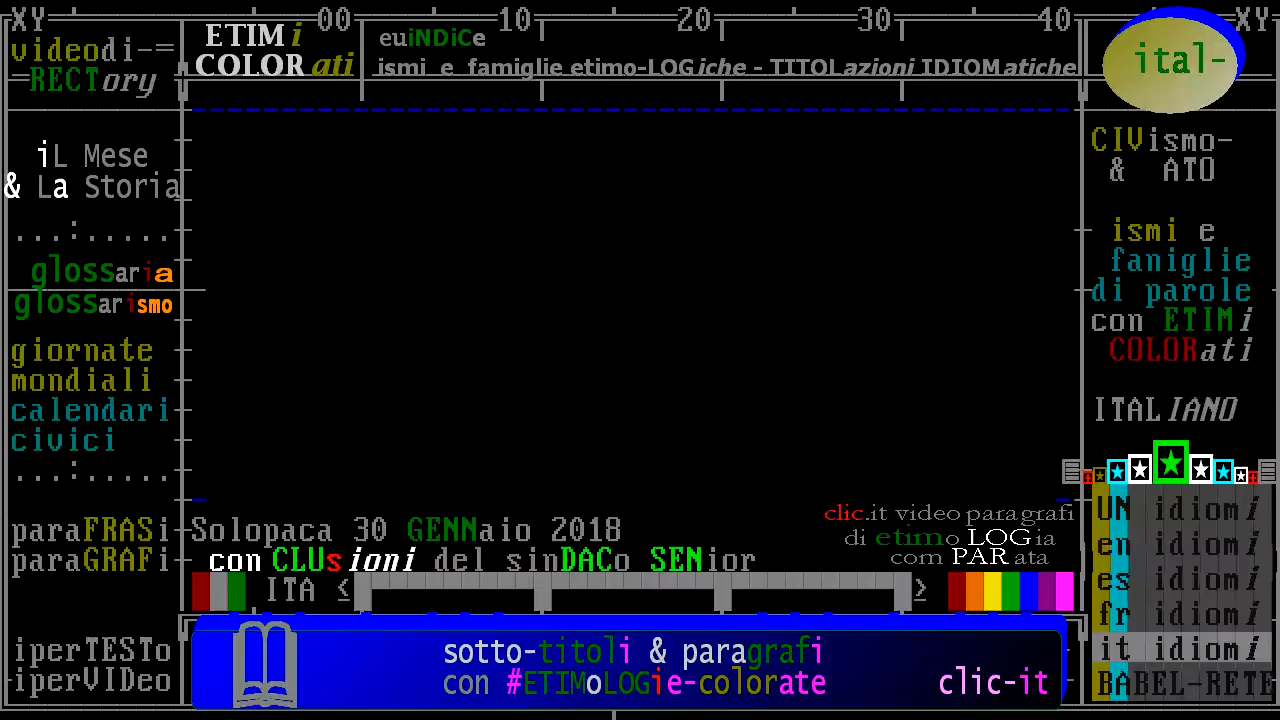 XY 00 10 20 30 40 XY
videodi-=
=RECTory
ETIMi
COLORati
euiNDiCe
ismi e famiglie etimo-LOGiche - TITOLazioni IDIOMatiche
ital-
iL Mese
& La Storia
...:.....
glossaria
glossarismo
giornate
mondiali
calendari
civici
...:.....
paraFRASi
paraGRAFi
iperTESTo
iperVIDeo
CIVismo-
& ATO
ismi e
faniglie
di parole
con ETIMi
COLORati
ITALIANO
UN idiomi
en idiomi
es idiomi
fr idiomi
it idiomi
BABEL-RETE
Solopaca 30 GENNaio 2018
con CLUsioni del sinDACo SENior
clic.it video paragrafi
di etimo LOGia
com PARata
ITA < >
sotto-titoli & paragrafi
con #ETIMoLOGie-colorate
clic-it